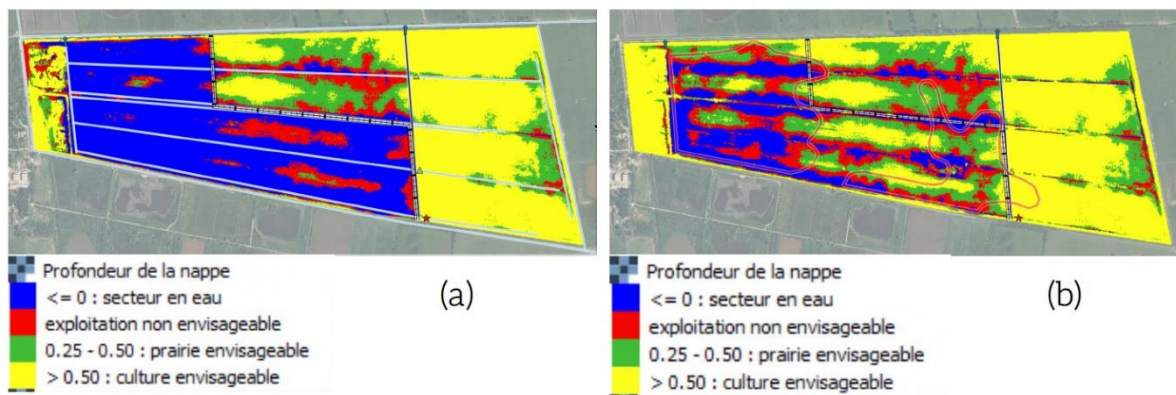 Profondeur de la nappe
<= 0 : secteur en eau
exploitation non envisageable
0.25 - 0.50 : prairie envisageable
> 0.50 : culture envisageable
(a)
Profondeur de la nappe
<= 0 : secteur en eau
exploitation non envisageable
0.25 - 0.50 : prairie envisageable
> 0.50 : culture envisageable
(b)